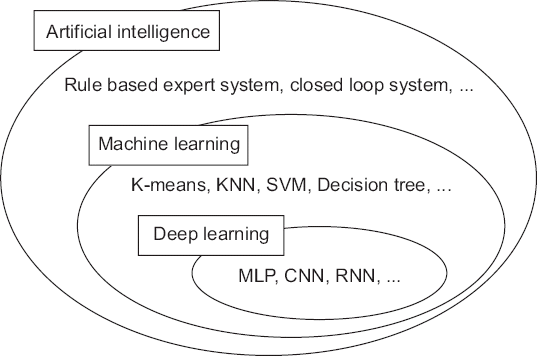 Artificial intelligence
Rule based expert system, closed loop system, ...
Machine learning
K-means, KNN, SVM, Decision tree, ...
Deep learning
MLP, CNN, RNN, ...